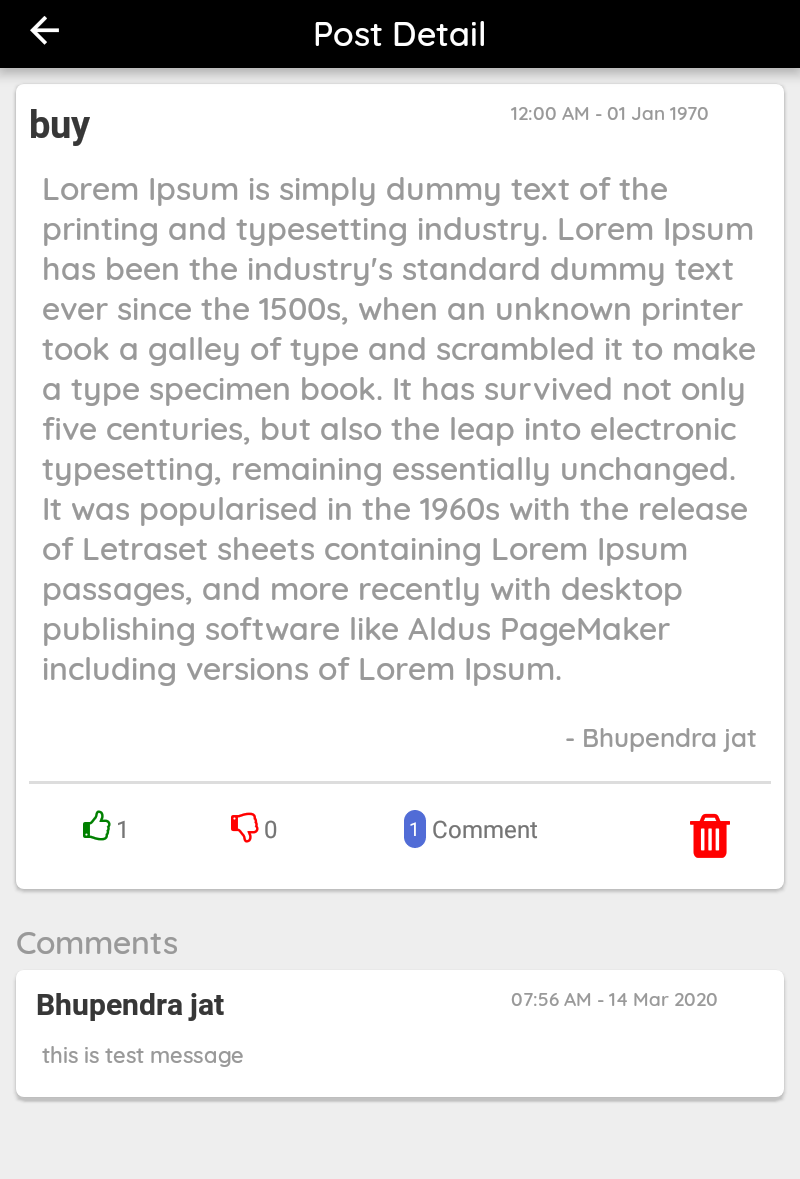 Post Detail
buy
12:00 AM - 01 Jan 1970
Lorem Ipsum is simply dummy text of the
printing and typesetting industry. Lorem Ipsum
has been the industry's standard dummy text
ever since the 1500s, when an unknown printer
took a galley of type and scrambled it to make
a type specimen book. It has survived not only
five centuries, but also the leap into electronic
typesetting, remaining essentially unchanged.
It was popularised in the 1960s with the release
of Letraset sheets containing Lorem Ipsum
passages, and more recently with desktop
publishing software like Aldus PageMaker
including versions of Lorem Ipsum.
- Bhupendra jat
1 0 1 Comment
Comments
Bhupendra jat
07:56 AM - 14 Mar 2020
this is test message